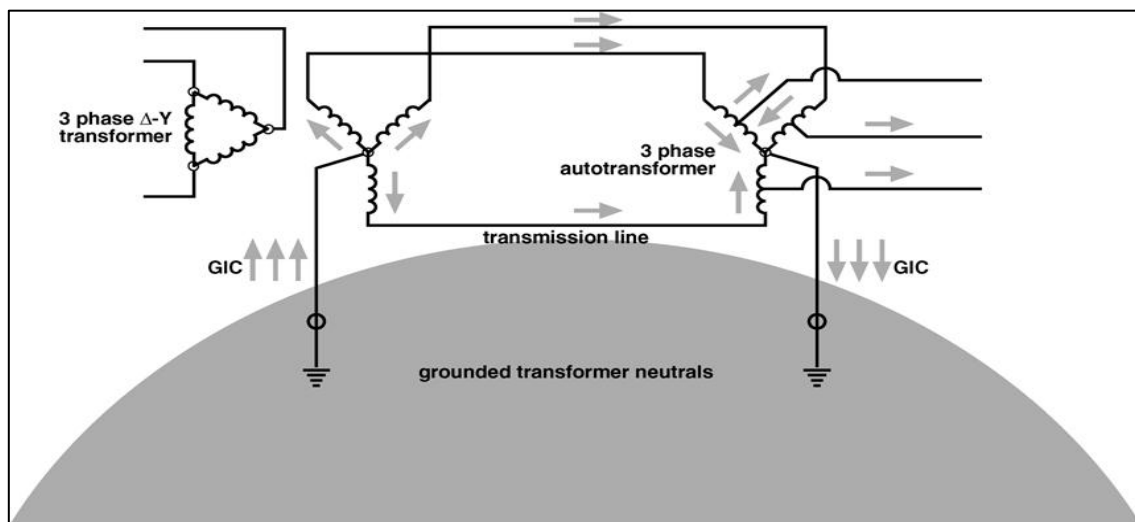 3 phase Δ-Y
transformer
3 phase
autotransformer
transmission line
GIC
GIC
grounded transformer neutrals